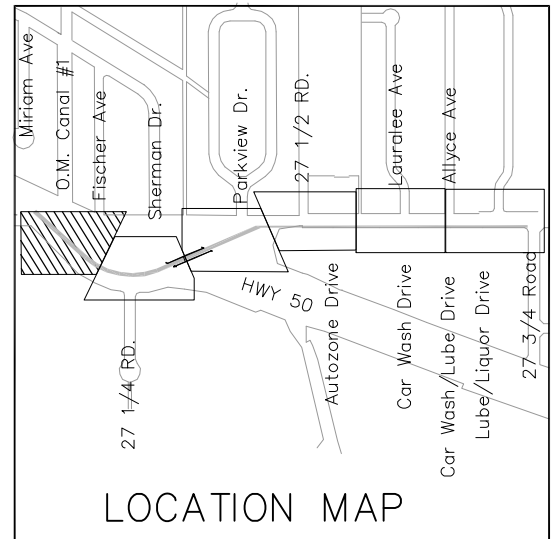 Miriam Ave
O.M. Canal #1
Fischer Ave
Sherman Dr.
Parkview Dr.
27 1/2 RD.
Lauralee Ave
Allyce Ave
HWY 50
27 1/4 RD.
Autozone Drive
Car Wash Drive
Car Wash/Lube Drive
Lube/Liquor Drive
27 3/4 Road
LOCATION MAP